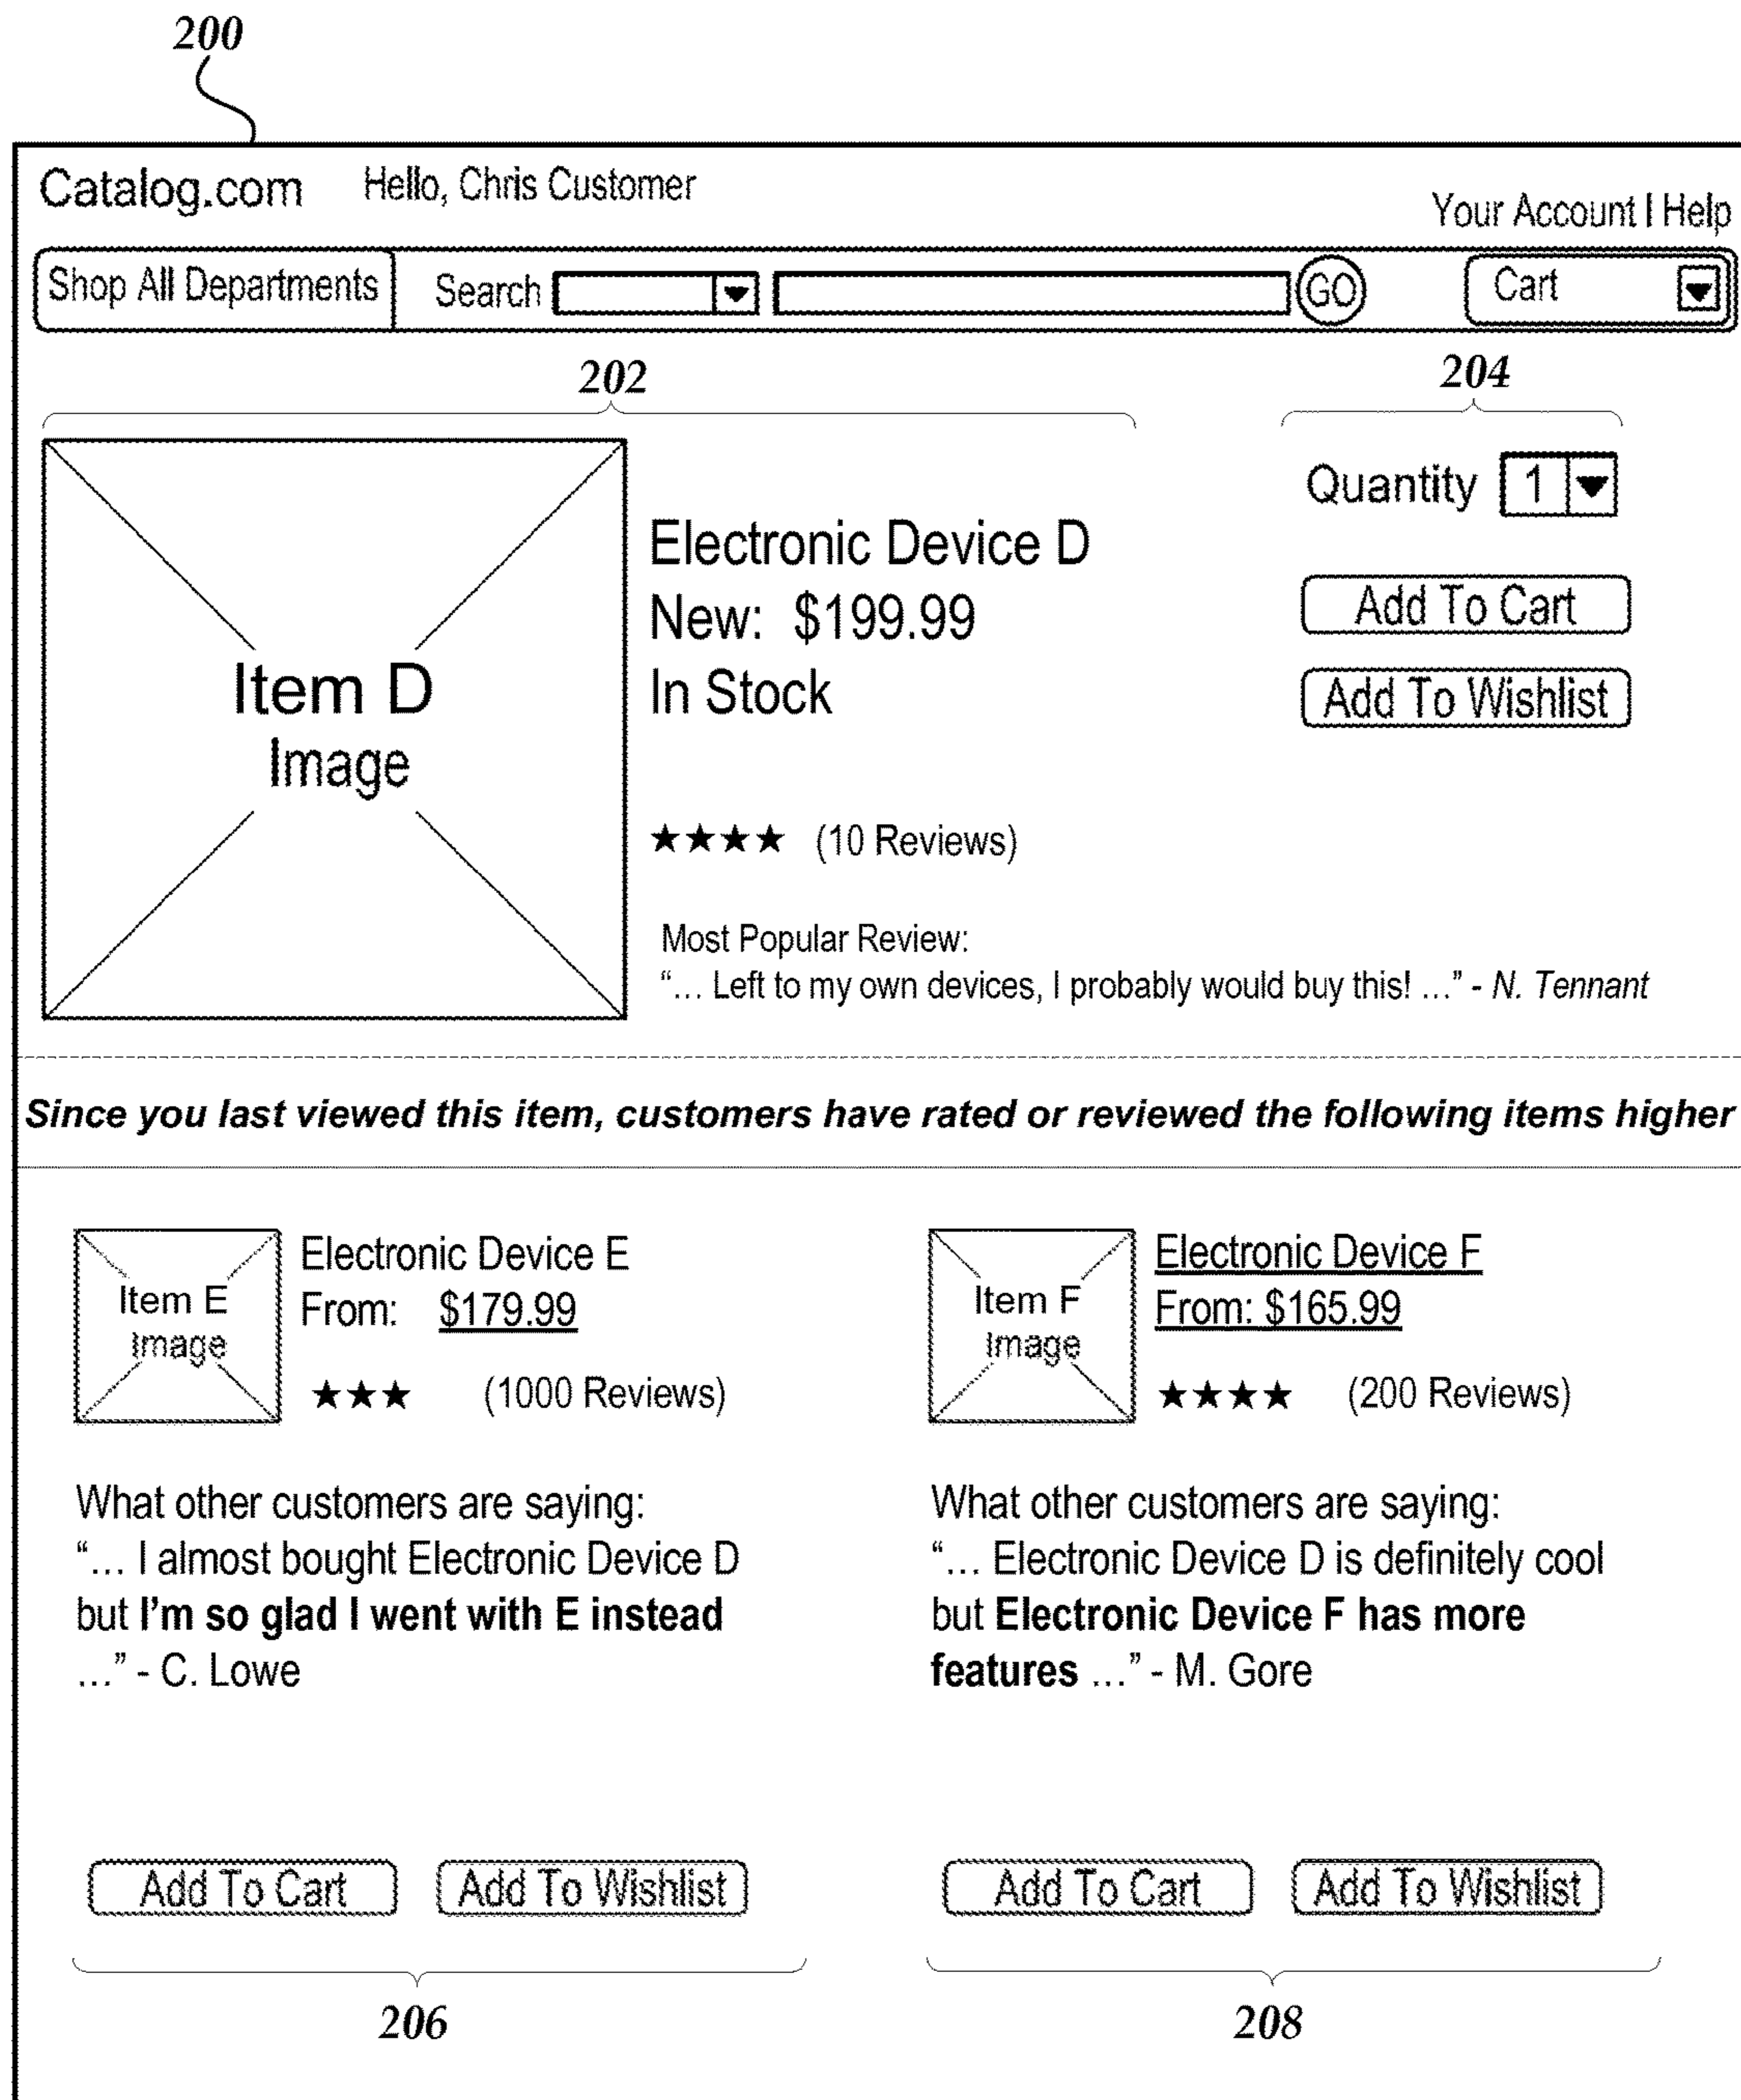 200
Catalog.com Hello, Chris Customer
Your Account | Help
Shop All Departments Search GO Cart
202 204
Quantity 1
Electronic Device D
New: $199.99
In Stock
Add To Cart
Add To Wishlist
Item D
Image
★★★★ (10 Reviews)
Most Popular Review:
“... Left to my own devices, I probably would buy this! ...” - N. Tennant
Since you last viewed this item, customers have rated or reviewed the following items higher
Item E
Image
Electronic Device E
From: $179.99
★★★ (1000 Reviews)
What other customers are saying:
“... I almost bought Electronic Device D
but I’m so glad I went with E instead
...” - C. Lowe
Add To Cart Add To Wishlist
206
Item F
Image
Electronic Device F
From: $165.99
★★★★ (200 Reviews)
What other customers are saying:
“... Electronic Device D is definitely cool
but Electronic Device F has more
features ...” - M. Gore
Add To Cart Add To Wishlist
208